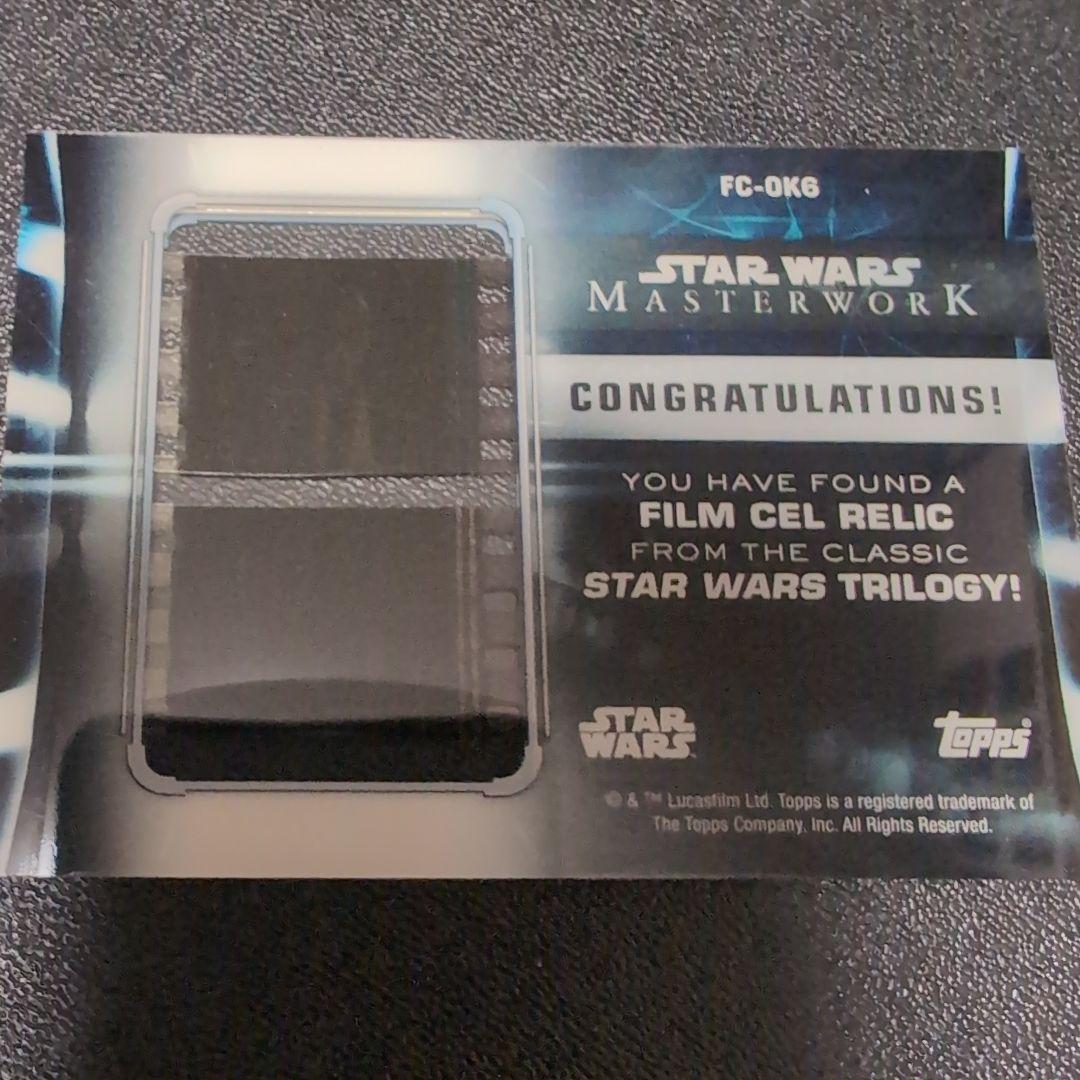 FC-OK6
STAR WARS
MASTERWORK
CONGRATULATIONS!
YOU HAVE FOUND A
FILM CEL RELIC
FROM THE CLASSIC
STAR WARS TRILOGY!
STAR
WARS
Topps
© & ™ Lucasfilm Ltd. Topps is a registered trademark of
The Topps Company, Inc. All Rights Reserved.